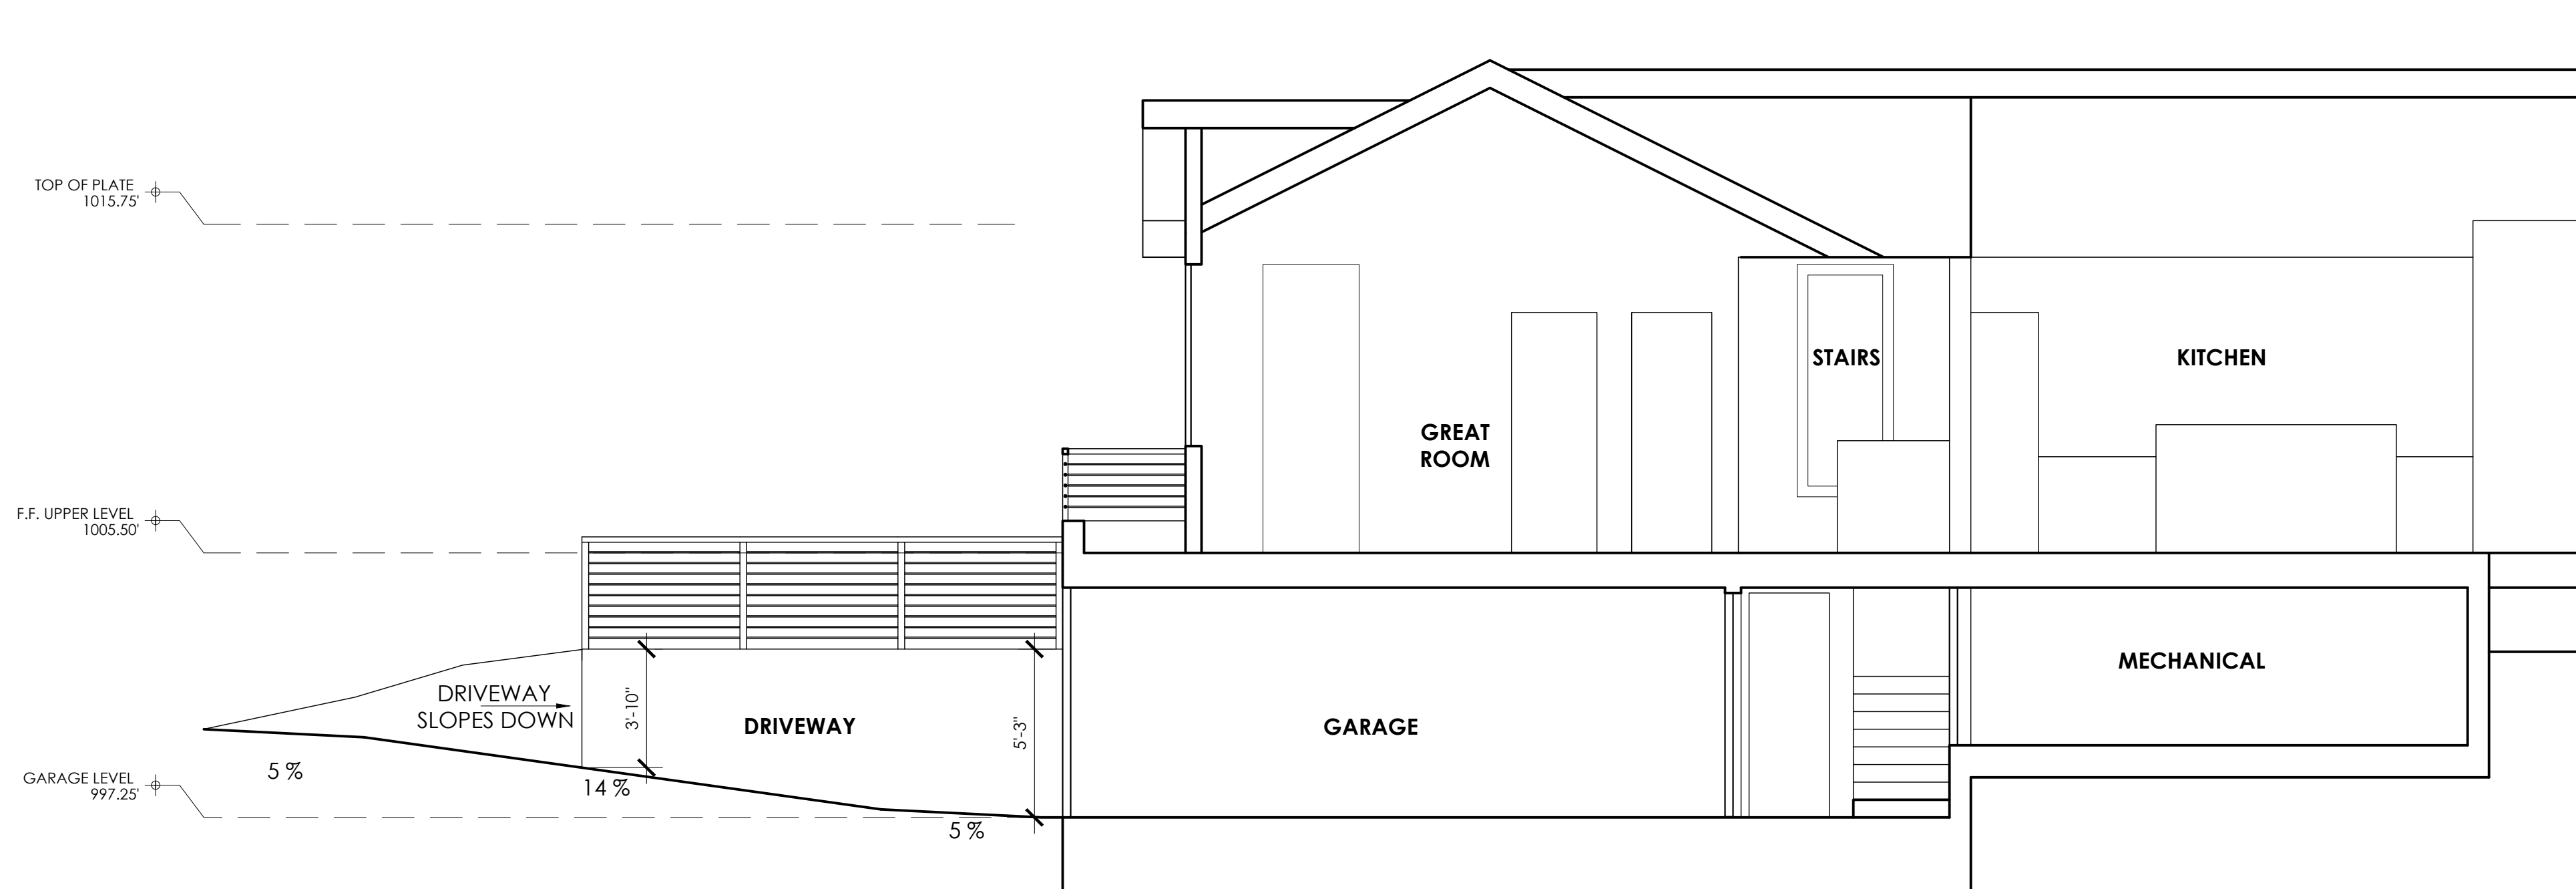 TOP OF PLATE
1015.75'
F.F. UPPER LEVEL
1005.50'
GARAGE LEVEL
997.25'
DRIVEWAY
SLOPES DOWN
5 %
14 %
5 %
3'-10"
5'-3"
DRIVEWAY
GREAT
ROOM
STAIRS
KITCHEN
GARAGE
MECHANICAL